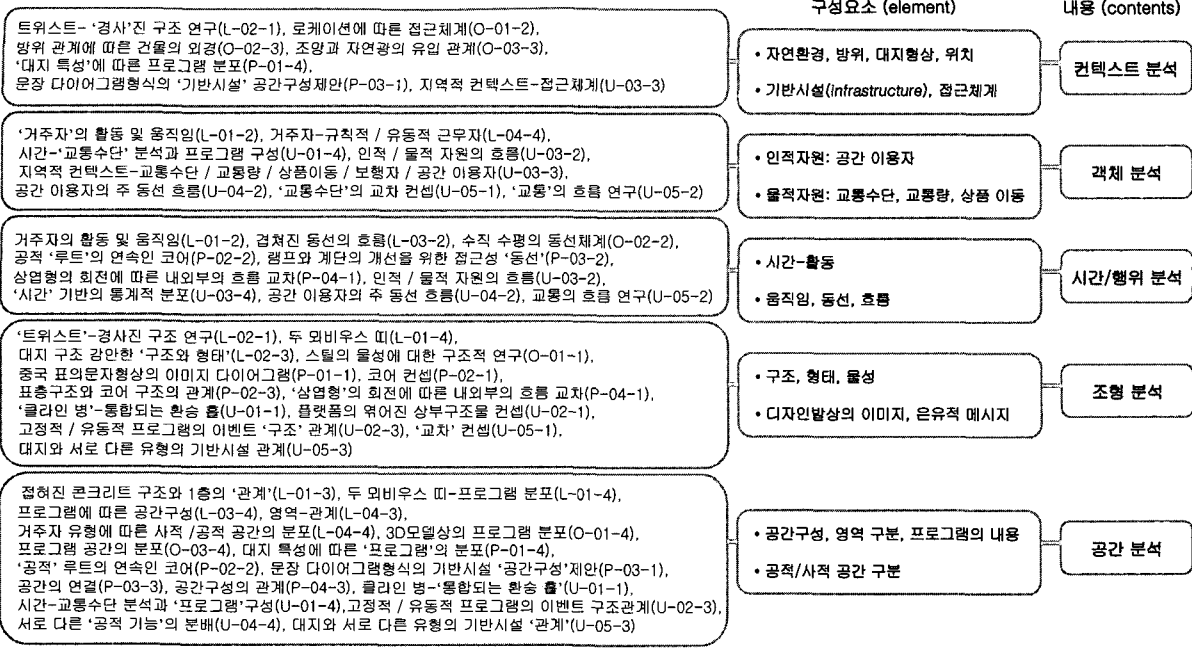 구성요소 (element)
내용 (contents)
트위스트- '경사'진 구조 연구(L-02-1), 로케이션에 따른 접근체계(O-01-2),
방위 관계에 따른 건물의 외경(O-02-3), 조망과 자연광의 유입 관계(O-03-3),
'대지 특성'에 따른 프로그램 분포(P-01-4),
문장 다이어그램형식의 '기반시설' 공간구성제안(P-03-1), 지역적 컨텍스트-접근체계(U-03-3)
• 자연환경, 방위, 대지형상, 위치
• 기반시설(infrastructure), 접근체계
컨텍스트 분석
'거주자'의 활동 및 움직임(L-01-2), 거주자-규칙적 / 유동적 근무자(L-04-4),
시간-'교통수단' 분석과 프로그램 구성(U-01-4), 인적 / 물적 자원의 흐름(U-03-2),
지역적 컨텍스트-교통수단 / 교통량 / 상품이동 / 보행자 / 공간 이용자(U-03-3),
공간 이용자의 주 동선 흐름(U-04-2), '교통수단'의 교차 컨셉(U-05-1), '교통'의 흐름 연구(U-05-2)
• 인적자원: 공간 이용자
• 물적자원: 교통수단, 교통량, 상품 이동
객체 분석
거주자의 활동 및 움직임(L-01-2), 겹쳐진 동선의 흐름(L-03-2), 수직 수평의 동선체계(O-02-2),
공적 '루트'의 연속인 코어(P-02-2), 램프와 계단의 개선을 위한 접근성 '동선'(P-03-2),
삼엽형의 회전에 따른 내외부의 흐름 교차(P-04-1), 인적 / 물적 자원의 흐름(U-03-2),
'시간' 기반의 통계적 분포(U-03-4), 공간 이용자의 주 동선 흐름(U-04-2), 교통의 흐름 연구(U-05-2)
• 시간-활동
• 움직임, 동선, 흐름
시간/행위 분석
'트위스트'-경사진 구조 연구(L-02-1), 두 뫼비우스 띠(L-01-4),
대지 구조 감안한 '구조와 형태'(L-02-3), 스틸의 물성에 대한 구조적 연구(O-01-1),
중국 표의문자형상의 이미지 다이어그램(P-01-1), 코어 컨셉(P-02-1),
표층구조와 코어 구조의 관계(P-02-3), '삼엽형'의 회전에 따른 내외부의 흐름 교차(P-04-1),
'클라인 병'-통합되는 환승 홀(U-01-1), 플랫폼의 엮어진 상부구조물 컨셉(U-02-1),
고정적 / 유동적 프로그램의 이벤트 '구조' 관계(U-02-3), '교차' 컨셉(U-05-1),
대지와 서로 다른 유형의 기반시설 관계(U-05-3)
• 구조, 형태, 물성
• 디자인발상의 이미지, 은유적 메시지
조형 분석
접혀진 콘크리트 구조와 1층의 '관계'(L-01-3), 두 뫼비우스 띠-프로그램 분포(L-01-4),
프로그램에 따른 공간구성(L-03-4), 영역-관계(L-04-3),
거주자 유형에 따른 사적 /공적 공간의 분포(L-04-4), 3D모델상의 프로그램 분포(O-01-4),
프로그램 공간의 분포(O-03-4), 대지 특성에 따른 '프로그램'의 분포(P-01-4),
'공적' 루트의 연속인 코어(P-02-2), 문장 다이어그램형식의 기반시설 '공간구성'제안(P-03-1),
공간의 연결(P-03-3), 공간구성의 관계(P-04-3), 클라인 병-'통합되는 환승 홀'(U-01-1),
시간-교통수단 분석과 '프로그램'구성(U-01-4),고정적 / 유동적 프로그램의 이벤트 구조관계(U-02-3),
서로 다른 '공적 기능'의 분배(U-04-4), 대지와 서로 다른 유형의 기반시설 '관계'(U-05-3)
• 공간구성, 영역 구분, 프로그램의 내용
• 공적/사적 공간 구분
공간 분석